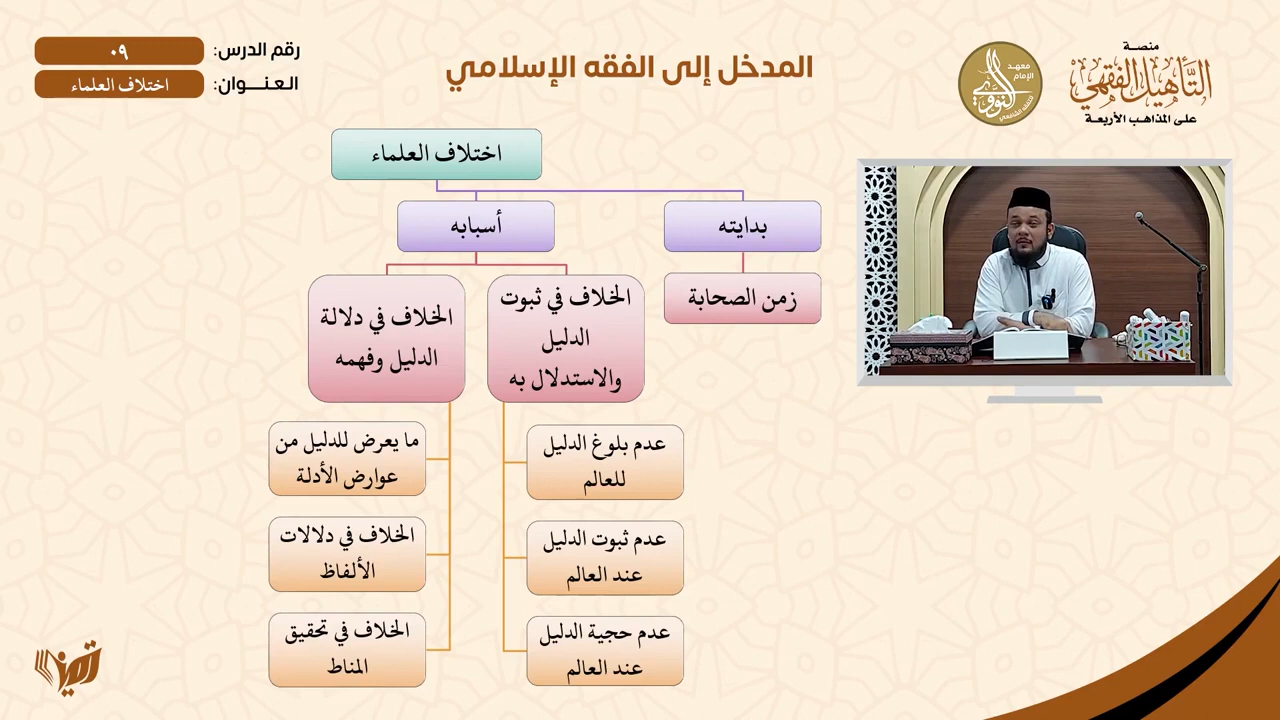 منصة
التأهيل الفقهي
على المذاهب الأربعة
معهد
الإمام
النووي
للفقه الشافعي
المدخل إلى الفقه الإسلامي
رقم الدرس:
٠٩
العنـــوان:
اختلاف العلماء
اختلاف العلماء
بدايته
أسبابه
زمن الصحابة
الخلاف في ثبوت
الدليل
والاستدلال به
الخلاف في دلالة
الدليل وفهمه
عدم بلوغ الدليل
للعالم
عدم ثبوت الدليل
عند العالم
عدم حجية الدليل
عند العالم
ما يعرض للدليل من
عوارض الأدلة
الخلاف في دلالات
الألفاظ
الخلاف في تحقيق
المناط